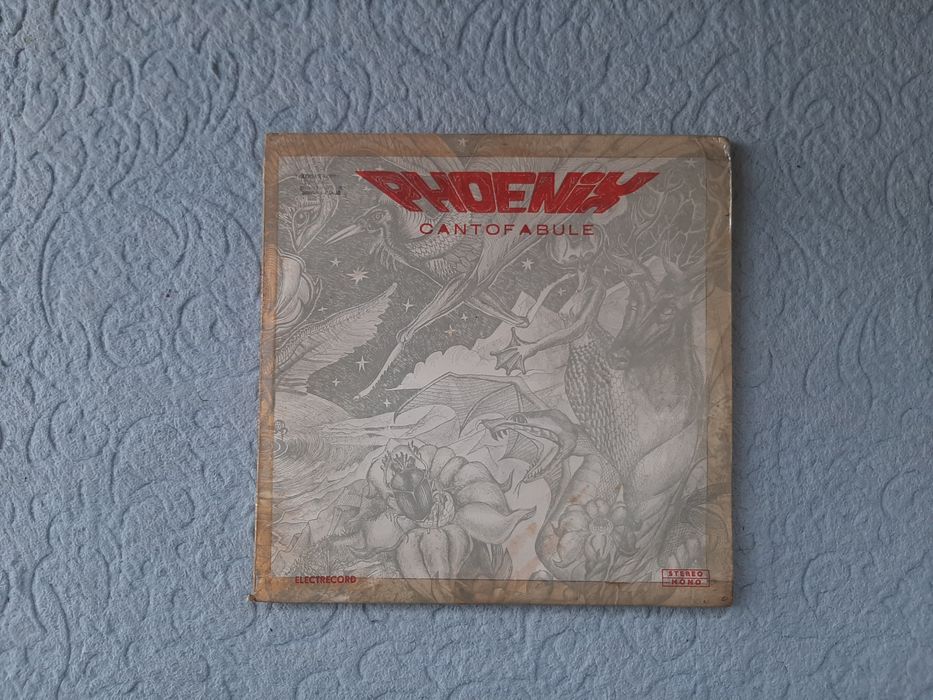 PHOENIX
CANTOFABULE
ELECTRECORD
STEREO
MONO